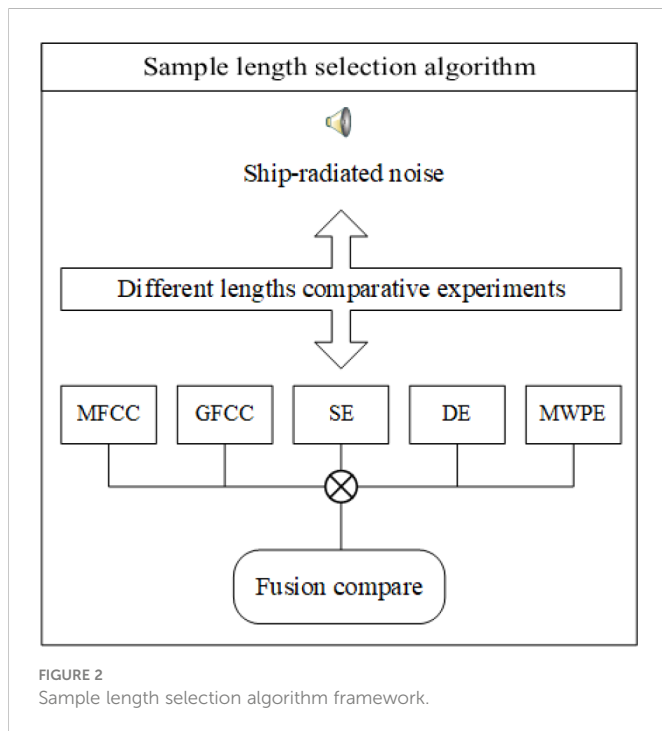 Sample length selection algorithm
Ship-radiated noise
Different lengths comparative experiments
MFCC GFCC SE DE MWPE
Fusion compare
FIGURE 2
Sample length selection algorithm framework.